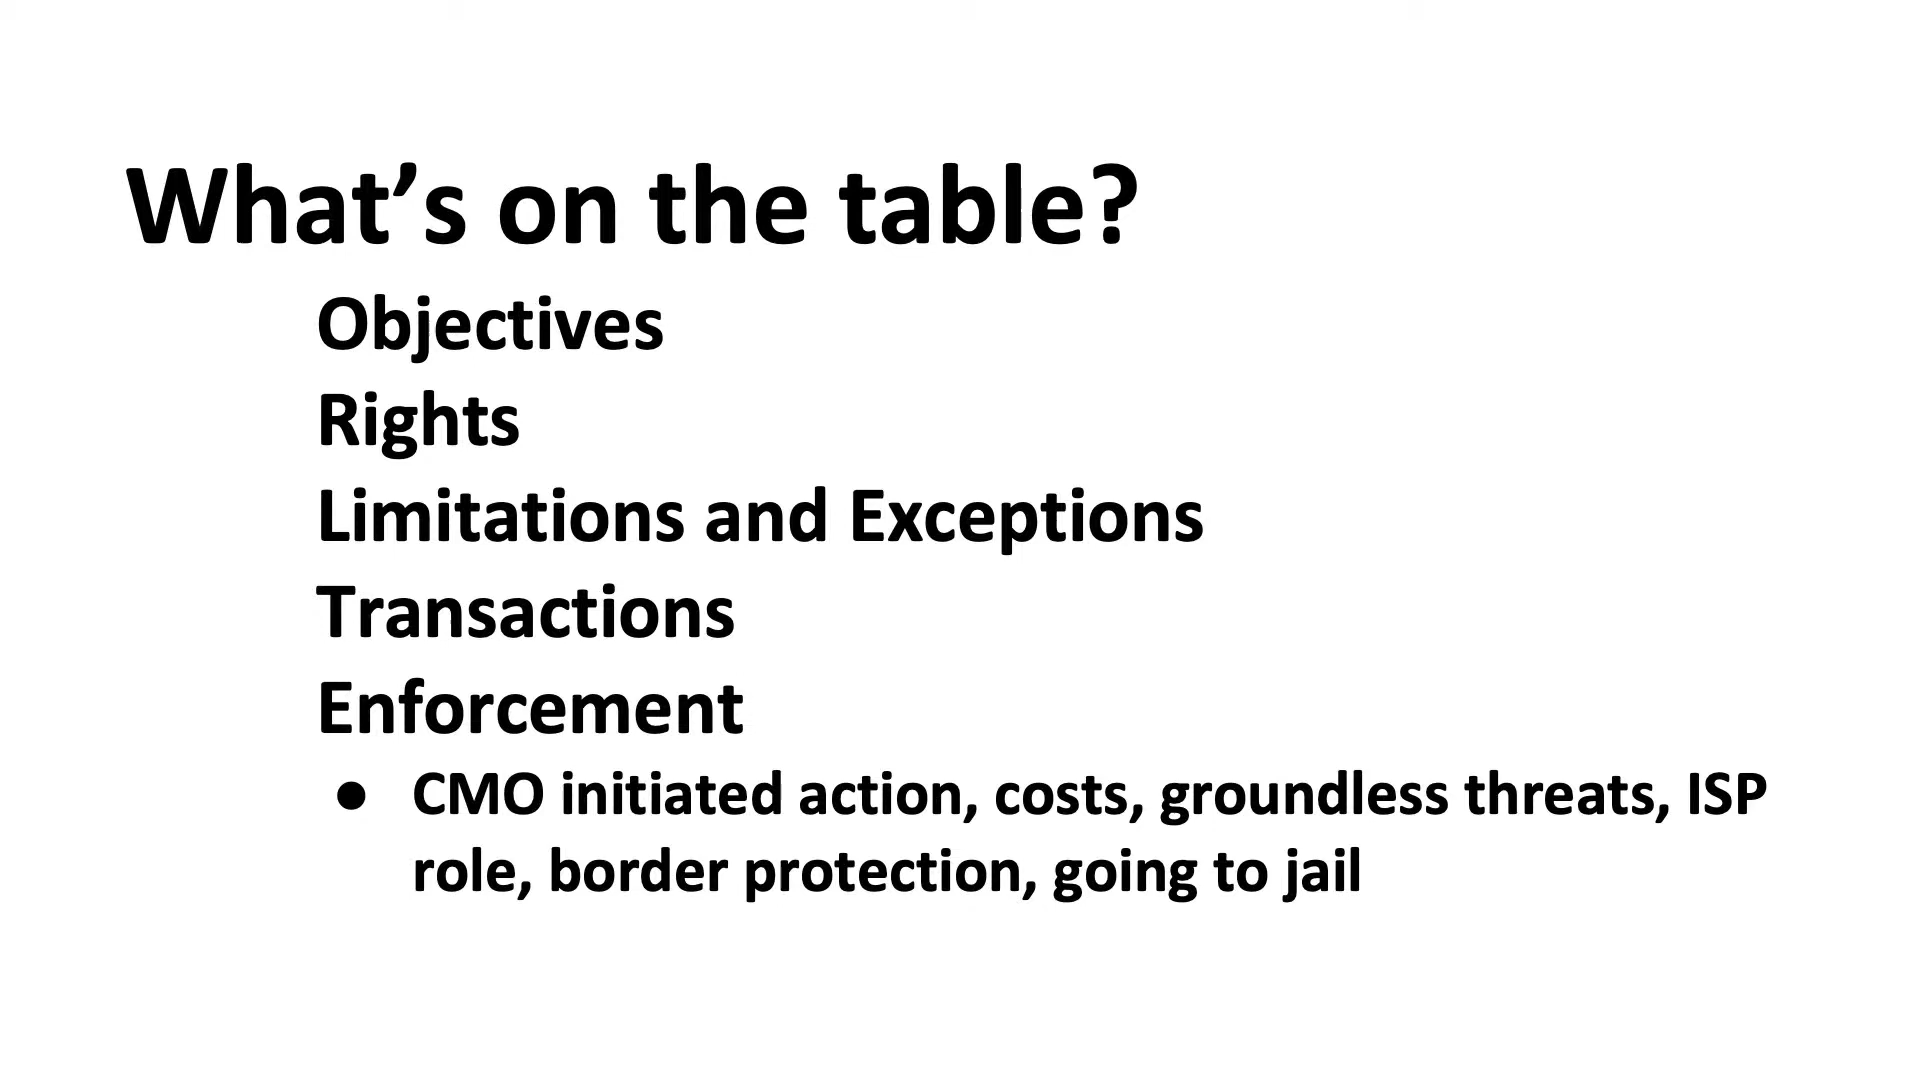 What’s on the table?
Objectives
Rights
Limitations and Exceptions
Transactions
Enforcement
● CMO initiated action, costs, groundless threats, ISP
role, border protection, going to jail